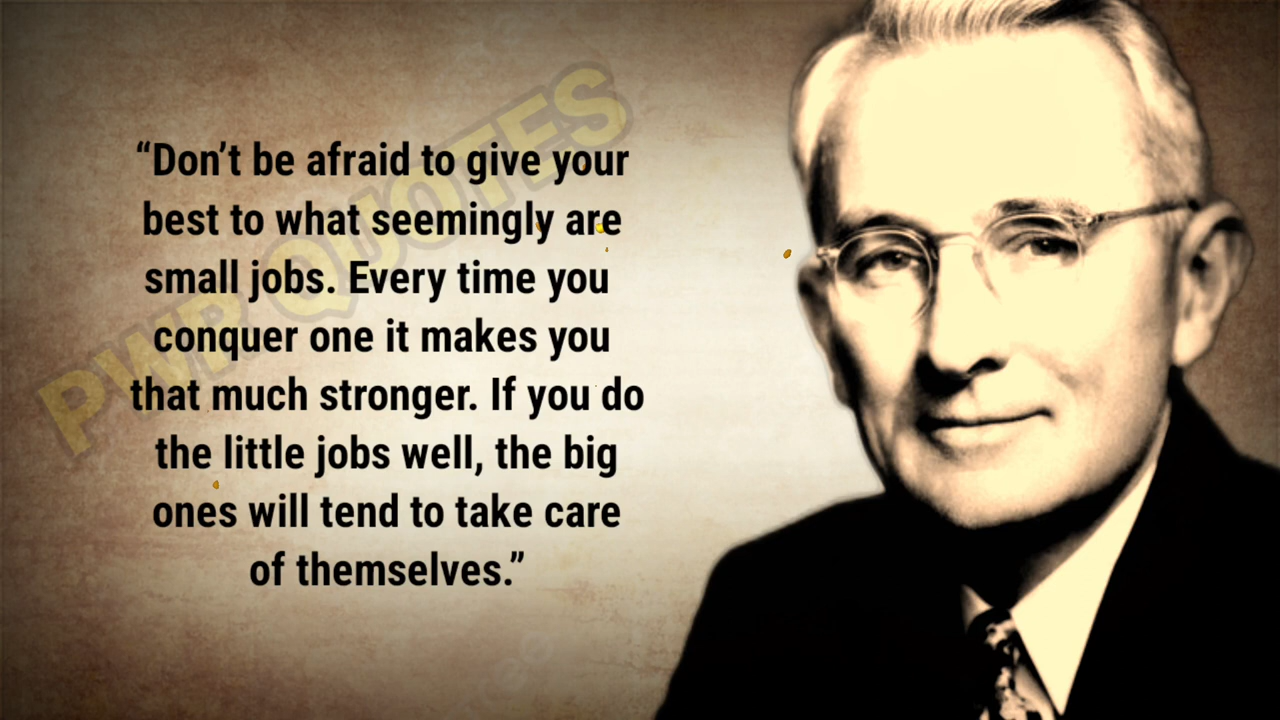 PWR QUOTES
“Don’t be afraid to give your
best to what seemingly are
small jobs. Every time you
conquer one it makes you
that much stronger. If you do
the little jobs well, the big
ones will tend to take care
of themselves.”